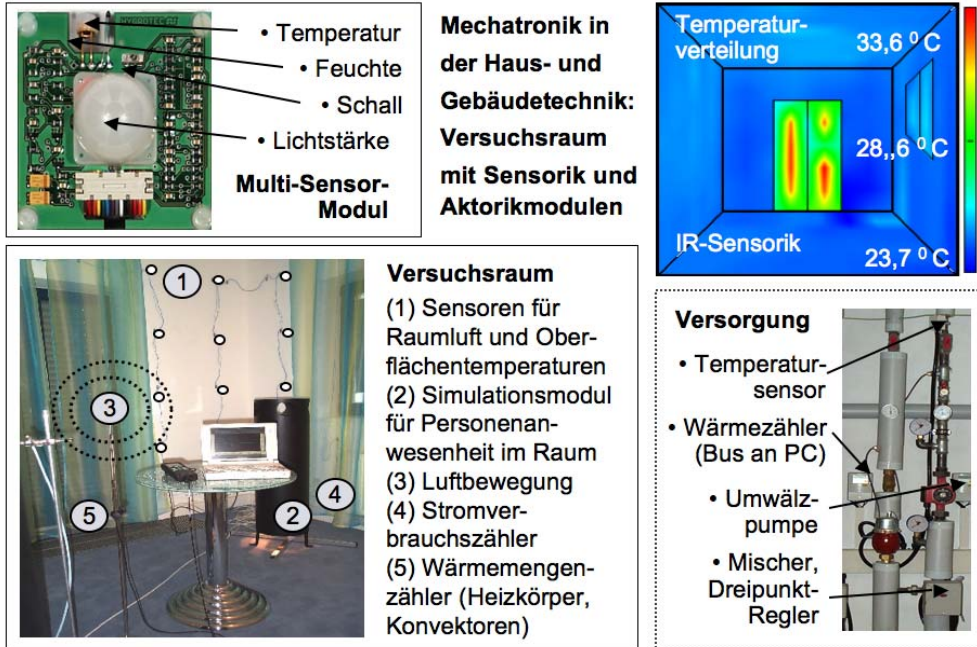 HYGROTEC
• Temperatur
• Feuchte
• Schall
• Lichtstärke
Multi-Sensor-
Modul
Mechatronik in
der Haus- und
Gebäudetechnik:
Versuchsraum
mit Sensorik und
Aktorikmodulen
Temperatur-
verteilung
33,6 ⁰ C
28,,6 ⁰ C
IR-Sensorik
23,7 ⁰ C
1
3
5
4
2
Versuchsraum
(1) Sensoren für
Raumluft und Ober-
flächentemperaturen
(2) Simulationsmodul
für Personenan-
wesenheit im Raum
(3) Luftbewegung
(4) Stromver-
brauchszähler
(5) Wärmemengen-
zähler (Heizkörper,
Konvektoren)
Versorgung
• Temperatur-
sensor
• Wärmezähler
(Bus an PC)
• Umwälz-
pumpe
• Mischer,
Dreipunkt-
Regler